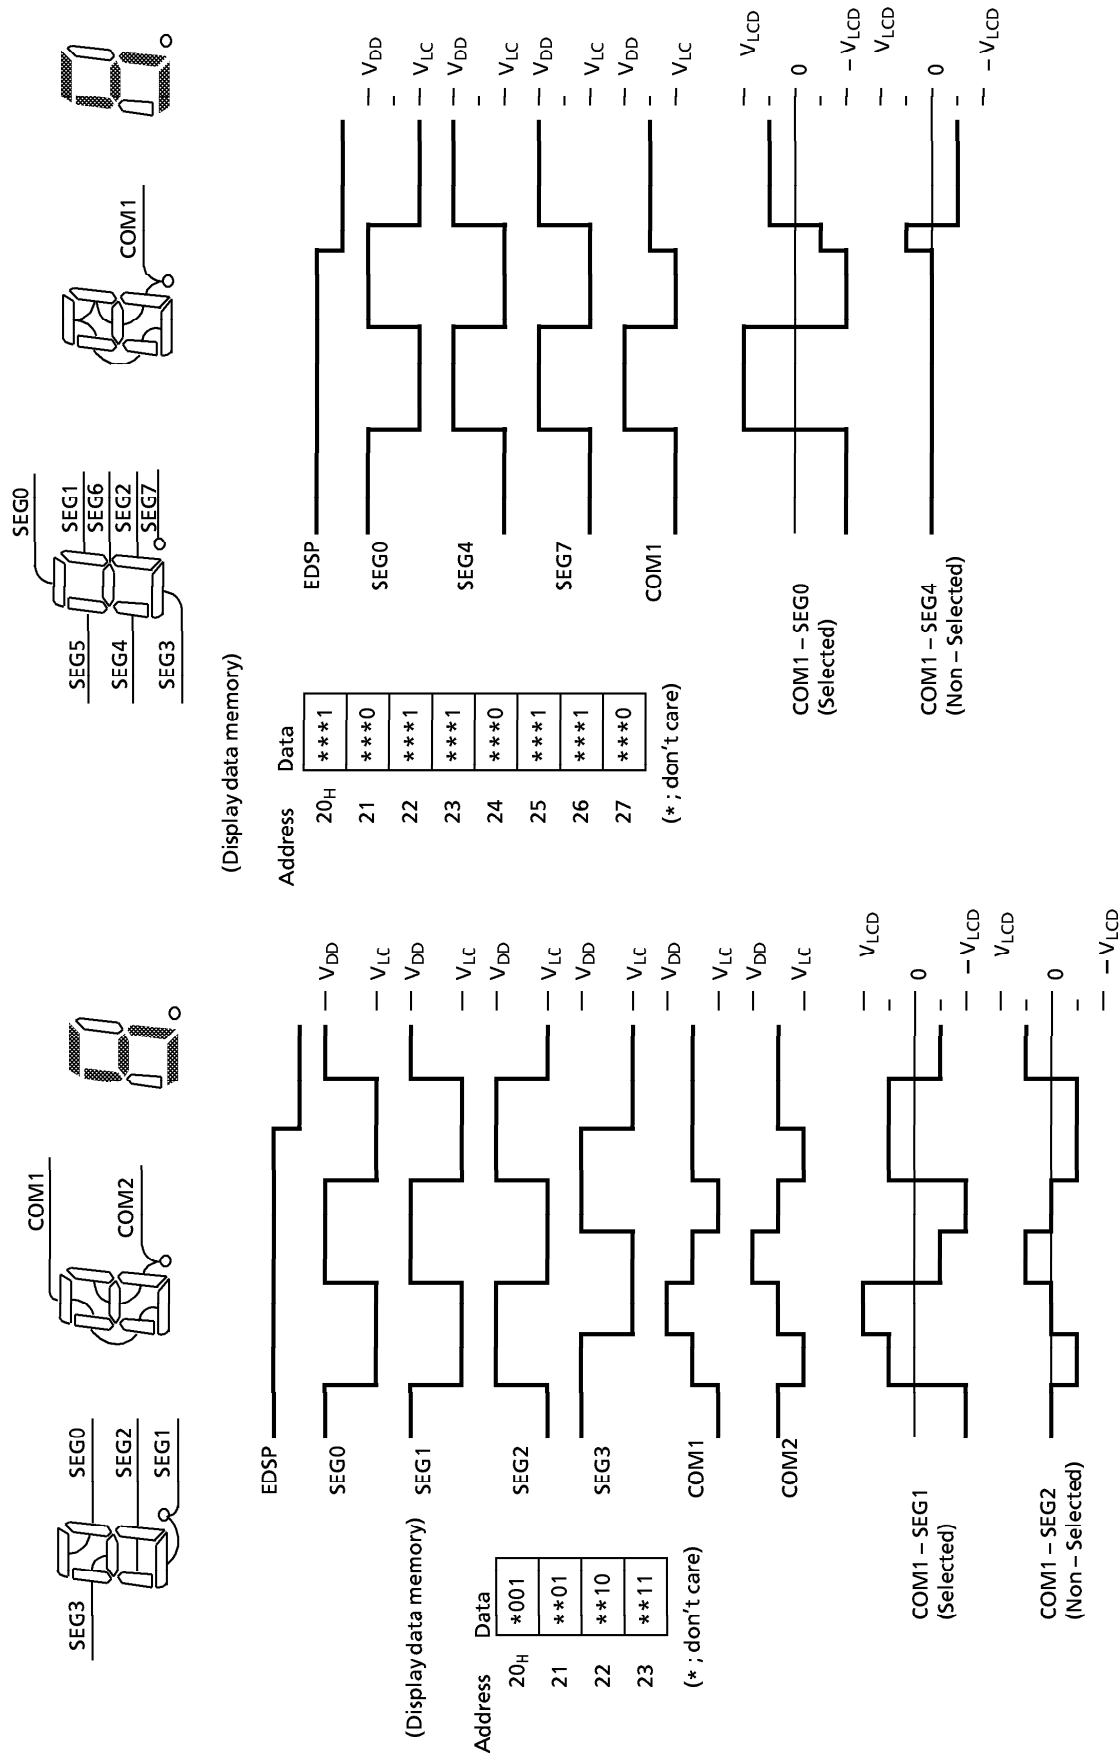 SEG3
SEG0
SEG2
SEG1
COM1
COM2
(Display data memory)
Address Data
20H *001
21 **01
22 **10
23 **11
(* ; don't care)
EDSP
SEG0
VDD
VLC
SEG1
VDD
VLC
SEG2
VDD
VLC
SEG3
VDD
VLC
COM1
VDD
VLC
COM2
VDD
VLC
COM1 – SEG1
(Selected)
VLCD
0
– VLCD
COM1 – SEG2
(Non – Selected)
VLCD
0
– VLCD
SEG5
SEG4
SEG3
SEG0
SEG1
SEG6
SEG2
SEG7
COM1
(Display data memory)
Address Data
20H ***1
21 ***0
22 ***1
23 ***1
24 ***0
25 ***1
26 ***1
27 ***0
(* ; don't care)
EDSP
SEG0
VDD
VLC
SEG4
VDD
VLC
SEG7
VDD
VLC
COM1
VDD
VLC
COM1 – SEG0
(Selected)
VLCD
0
– VLCD
COM1 – SEG4
(Non – Selected)
VLCD
0
– VLCD